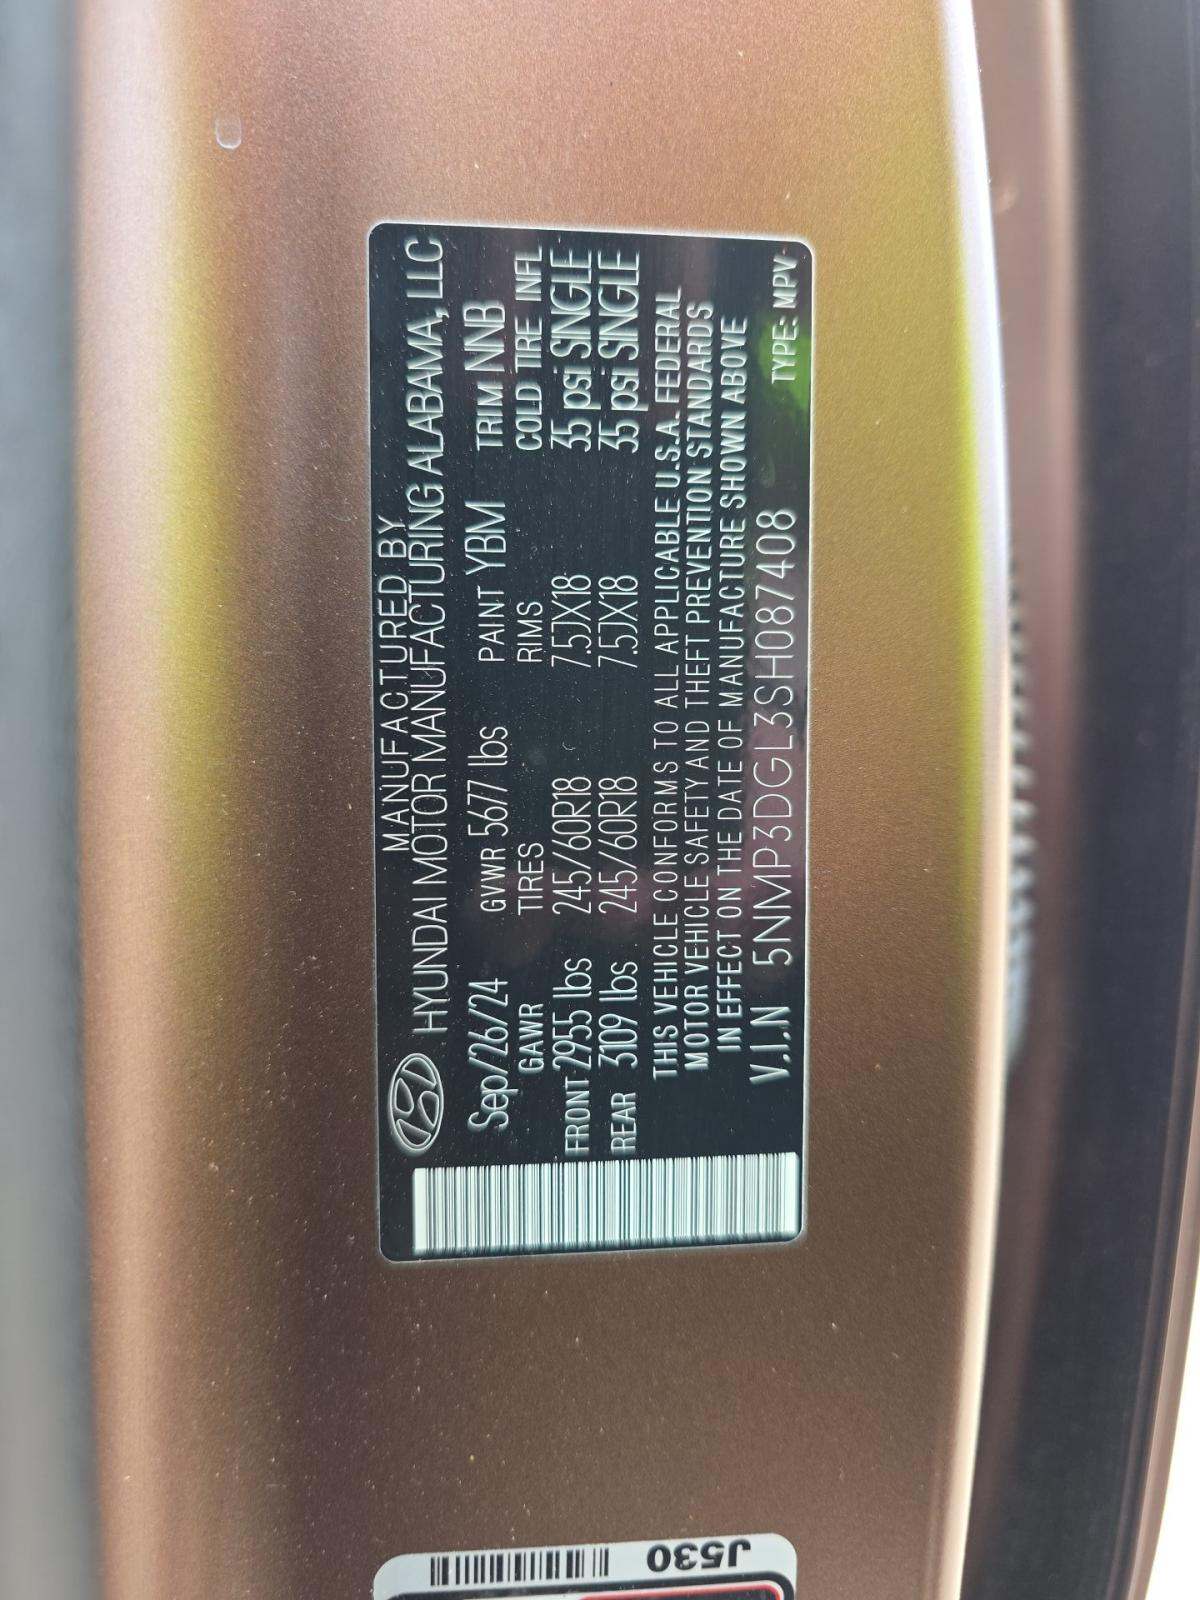 MANUFACTURED BY
HYUNDAI MOTOR MANUFACTURING ALABAMA, LLC
Sep/26/24 GVWR 5677 lbs PAINT YBM TRIM NNB
GAWR TIRES RIMS COLD TIRE INFL
FRONT 2955 lbs 245/60R18 7.5JX18 35 psi SINGLE
REAR 3109 lbs 245/60R18 7.5JX18 35 psi SINGLE
THIS VEHICLE CONFORMS TO ALL APPLICABLE U.S.A. FEDERAL
MOTOR VEHICLE SAFETY AND THEFT PREVENTION STANDARDS
IN EFFECT ON THE DATE OF MANUFACTURE SHOWN ABOVE
V.I.N 5NMP3DGL3SH087408 TYPE: MPV
J530